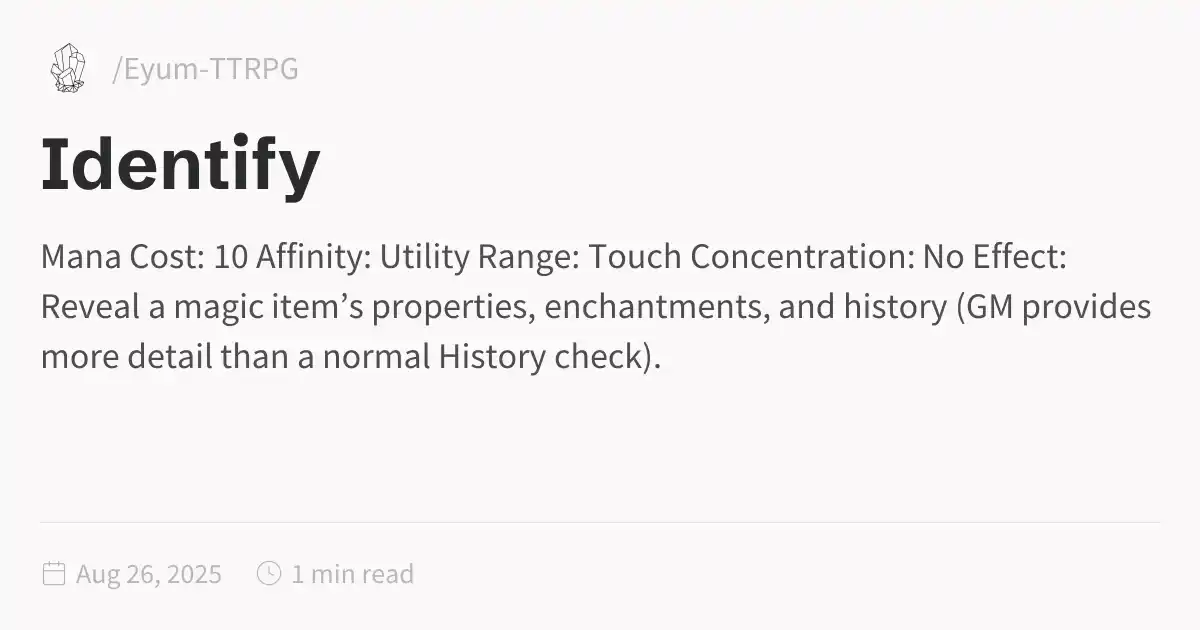 /Eyum-TTRPG
Identify
Mana Cost: 10 Affinity: Utility Range: Touch Concentration: No Effect:
Reveal a magic item’s properties, enchantments, and history (GM provides
more detail than a normal History check).
Aug 26, 2025 1 min read